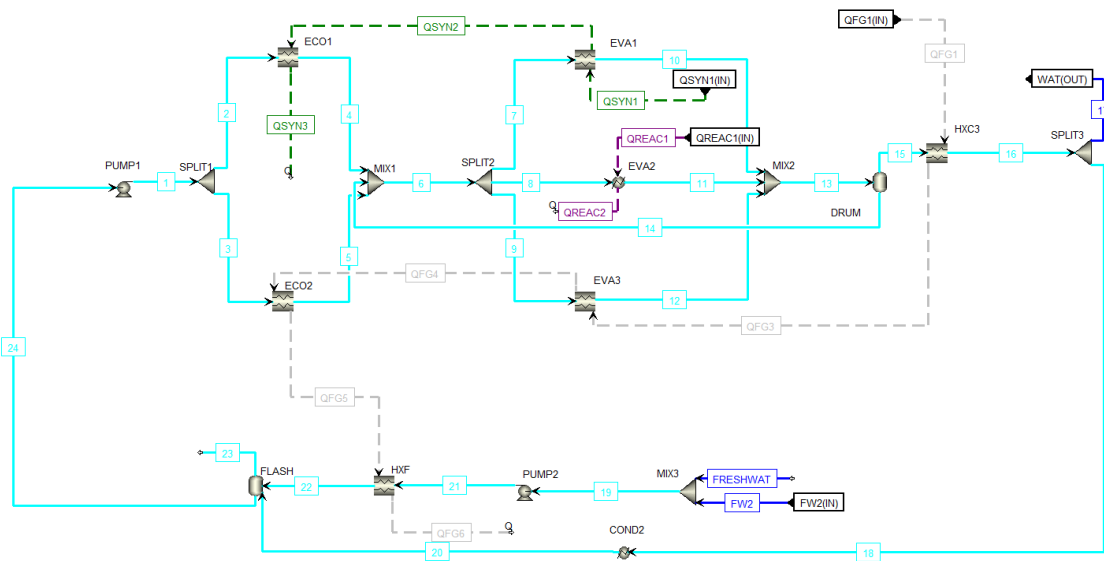 QFG1(IN)
QSYN2
ECO1
EVA1
10
QFG1
QSYN1(IN)
WAT(OUT)
QSYN1
2
4
7
QSYN3
QREAC1
QREAC1(IN)
HXC3
SPLIT3
PUMP1
SPLIT1
Q
MIX1
SPLIT2
EVA2
MIX2
15
16
1
6
8
11
13
Q
QREAC2
DRUM
14
3
5
9
QFG4
ECO2
EVA3
12
QFG3
24
QFG5
23
FLASH
HXF
PUMP2
MIX3
FRESHWAT
22
21
19
FW2
FW2(IN)
QFG6
Q
COND2
20
18